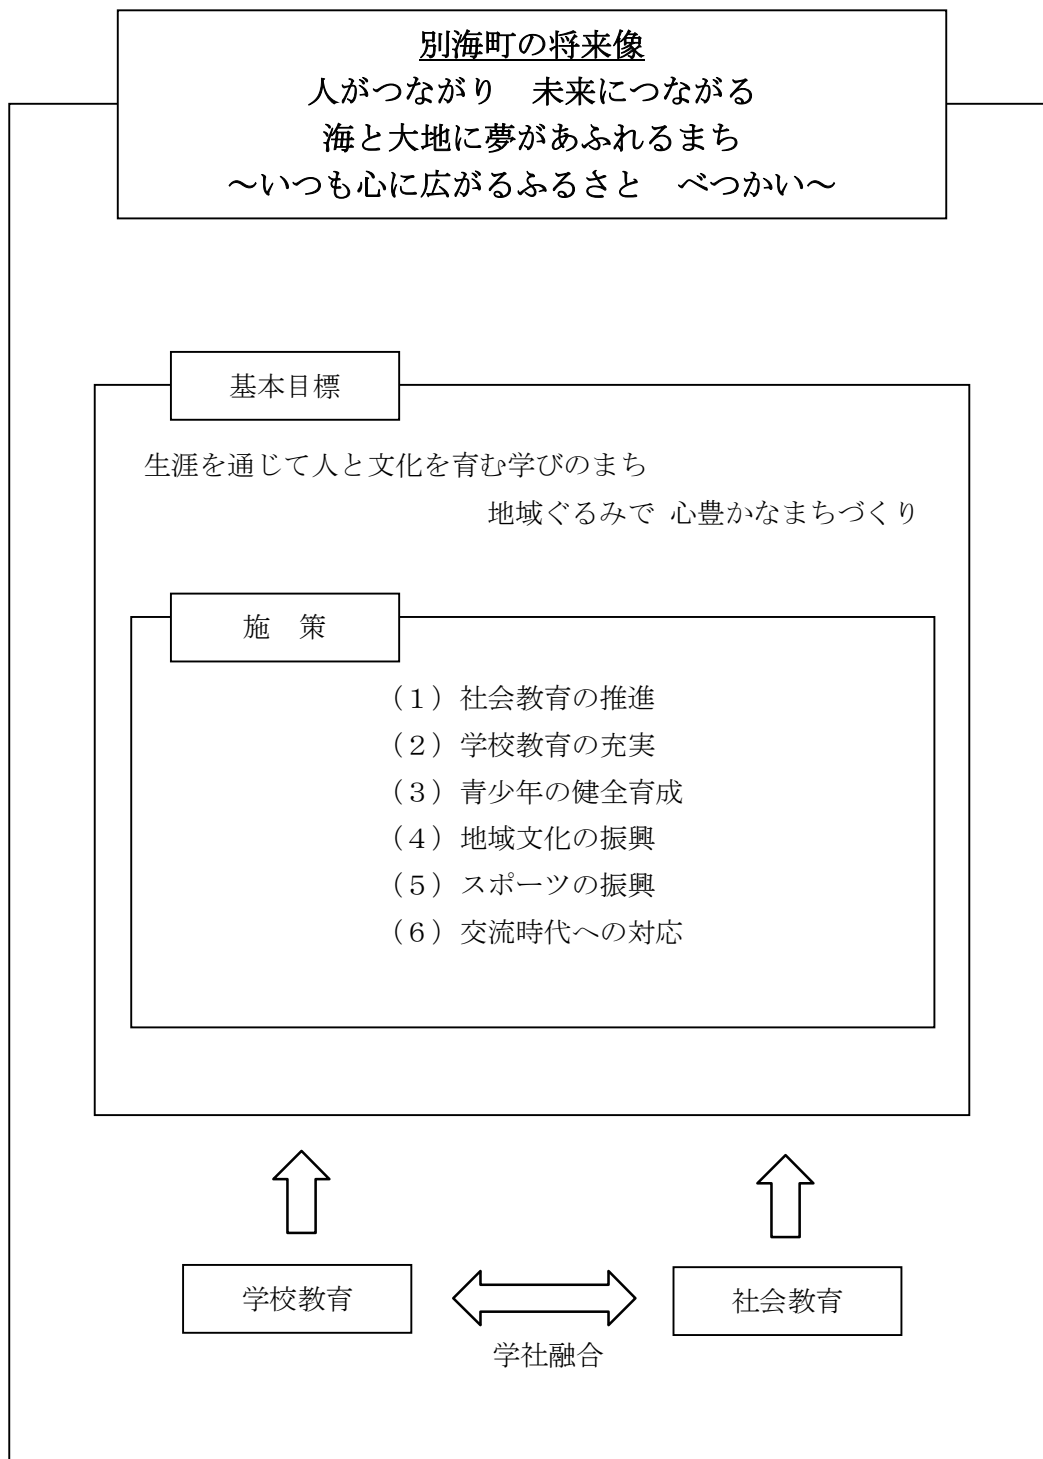 別海町の将来像
人がつながり　未来につながる
海と大地に夢があふれるまち
～いつも心に広がるふるさと　べつかい～
基本目標
生涯を通じて人と文化を育む学びのまち
地域ぐるみで 心豊かなまちづくり
施　策
（１）社会教育の推進
（２）学校教育の充実
（３）青少年の健全育成
（４）地域文化の振興
（５）スポーツの振興
（６）交流時代への対応
学校教育
社会教育
学社融合